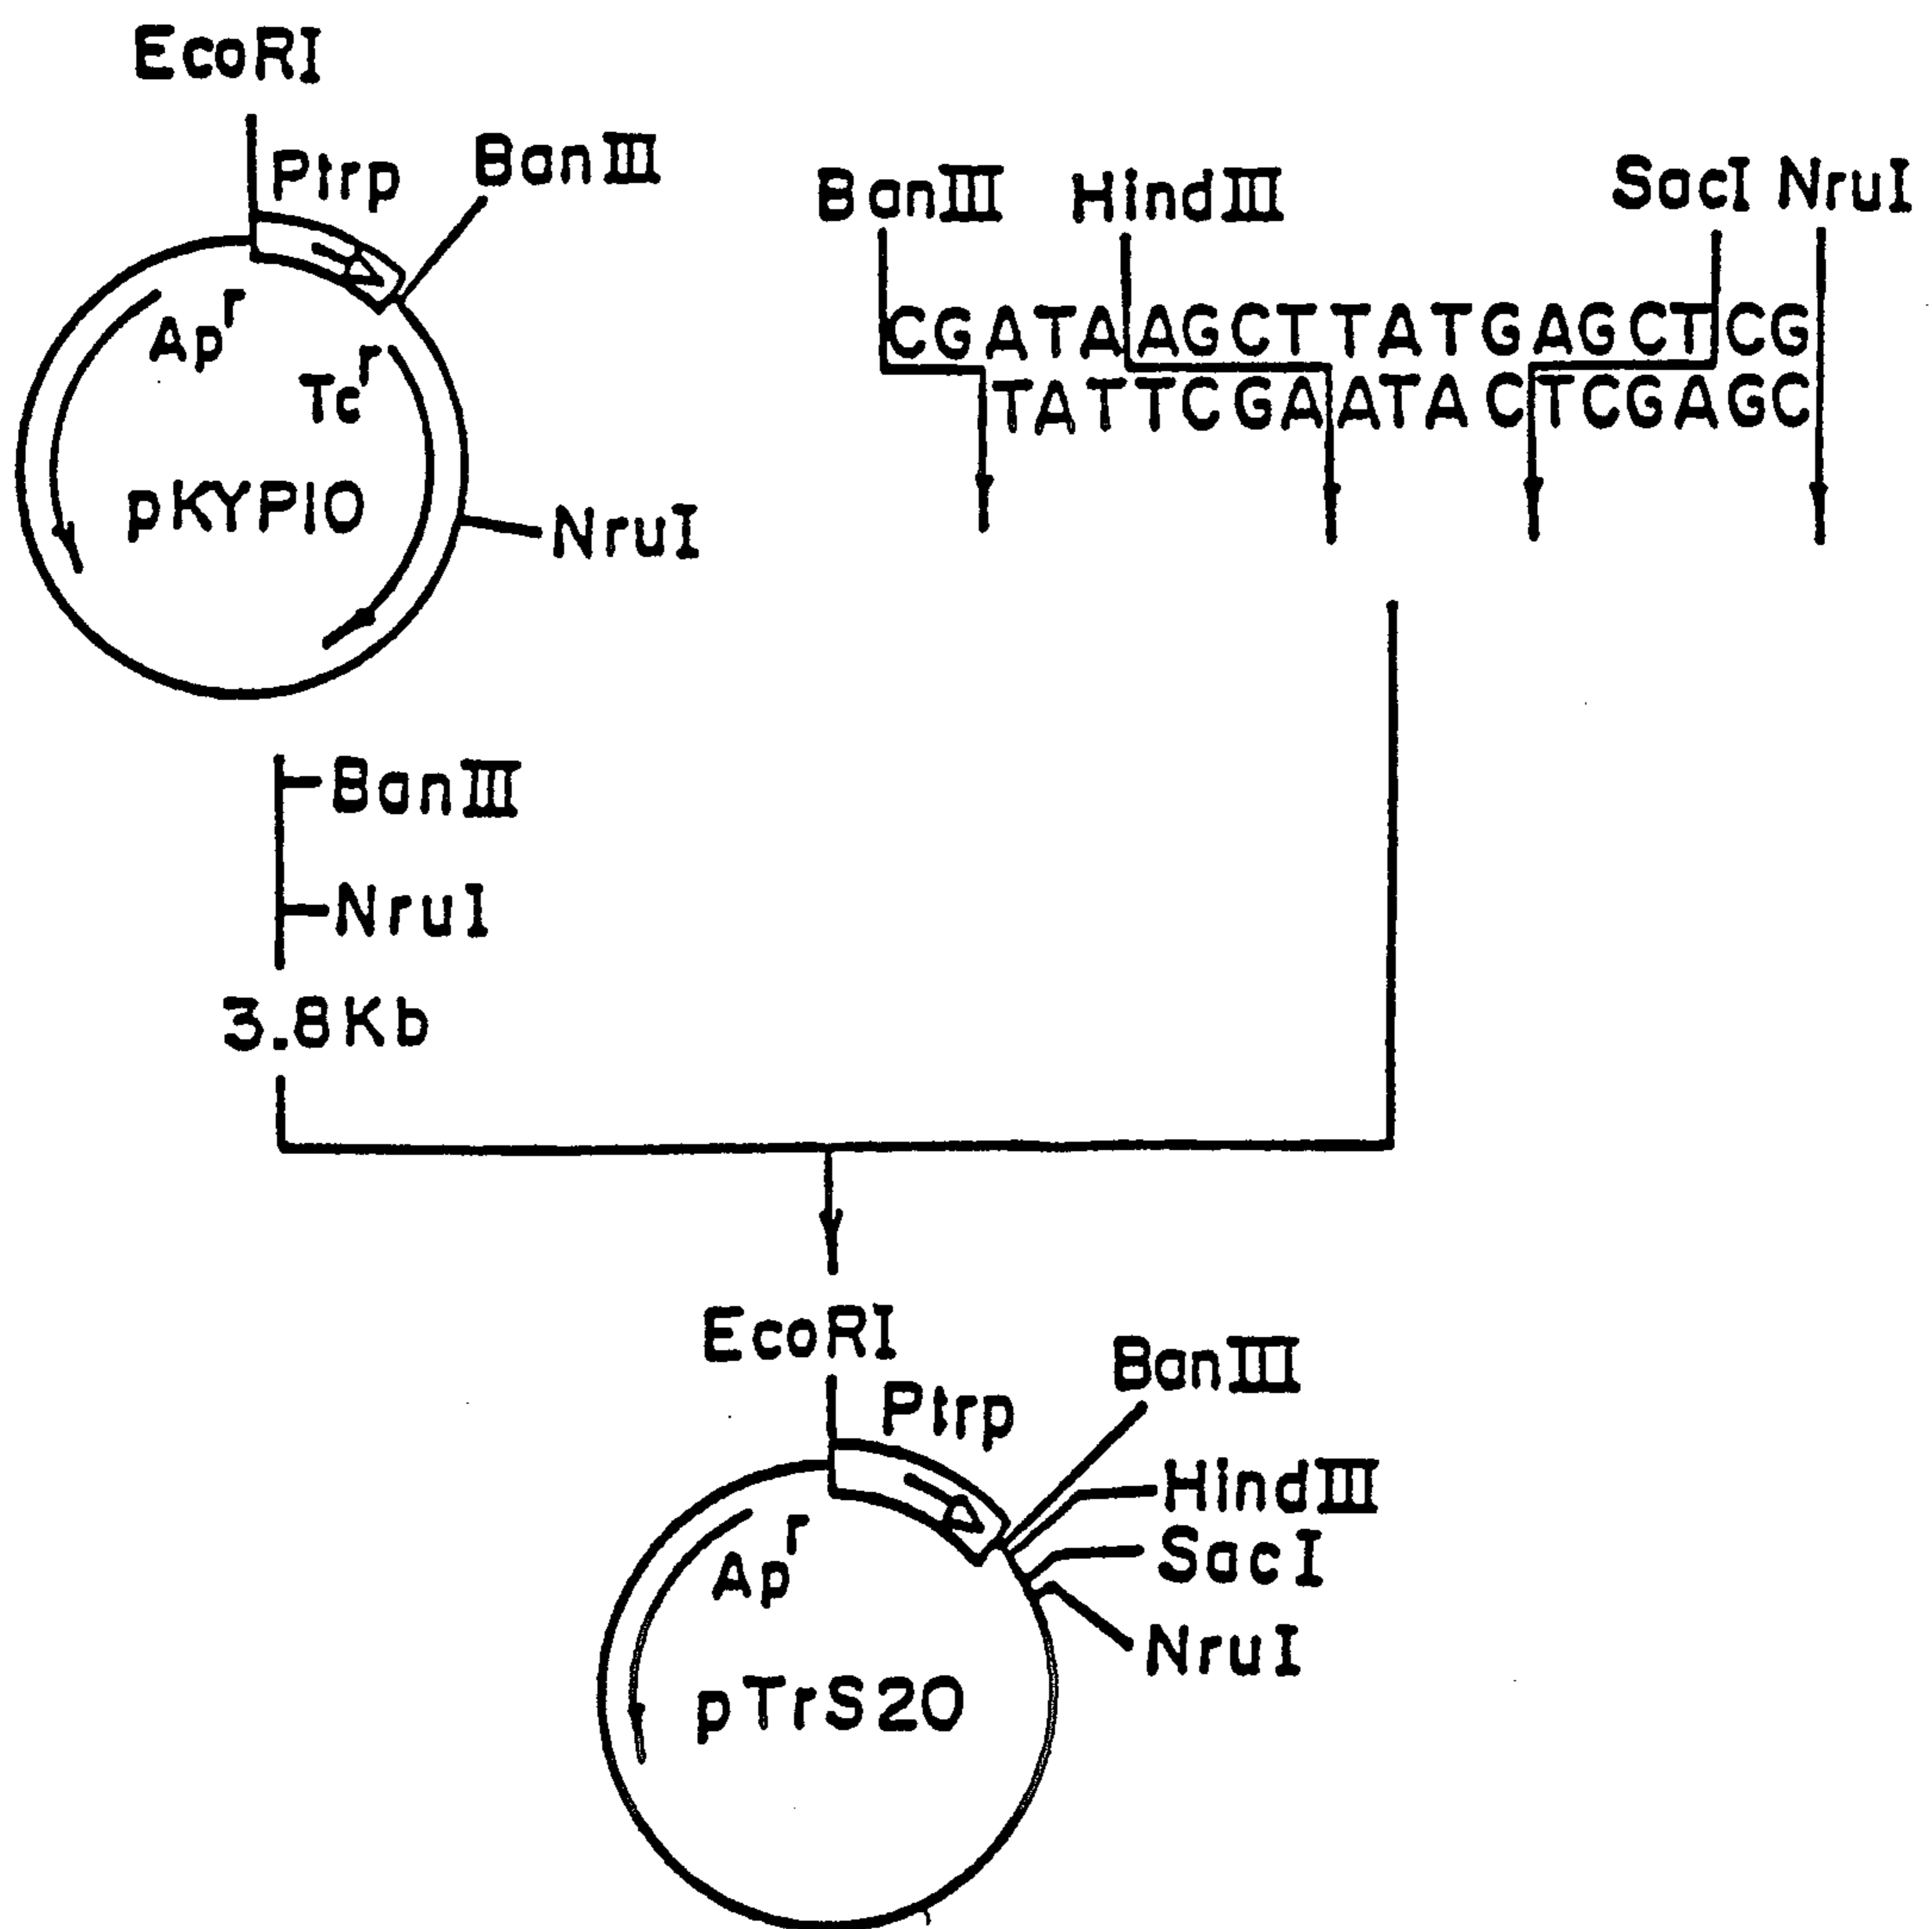 EcoRI
Ptrp
BanIII
Ap^r
Tc^r
pKYP10
NruI
BanIII HindIII SacI NruI
CGATAAGCTTATGAGCTCG
TATTCGAATACTCGAGC
BanIII
NruI
3.8Kb
EcoRI
Ptrp
BanIII
HindIII
SacI
NruI
Ap^r
pTrS20